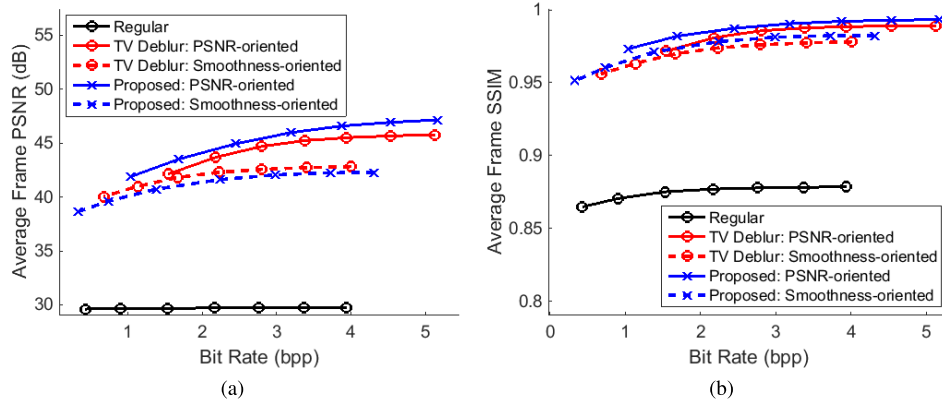 55
50
45
40
35
30
Average Frame PSNR (dB)
Regular
TV Deblur: PSNR-oriented
TV Deblur: Smoothness-oriented
Proposed: PSNR-oriented
Proposed: Smoothness-oriented
1 2 3 4 5
Bit Rate (bpp)
(a)
1
0.95
0.9
0.85
0.8
Average Frame SSIM
Regular
TV Deblur: PSNR-oriented
TV Deblur: Smoothness-oriented
Proposed: PSNR-oriented
Proposed: Smoothness-oriented
0 1 2 3 4 5
Bit Rate (bpp)
(b)